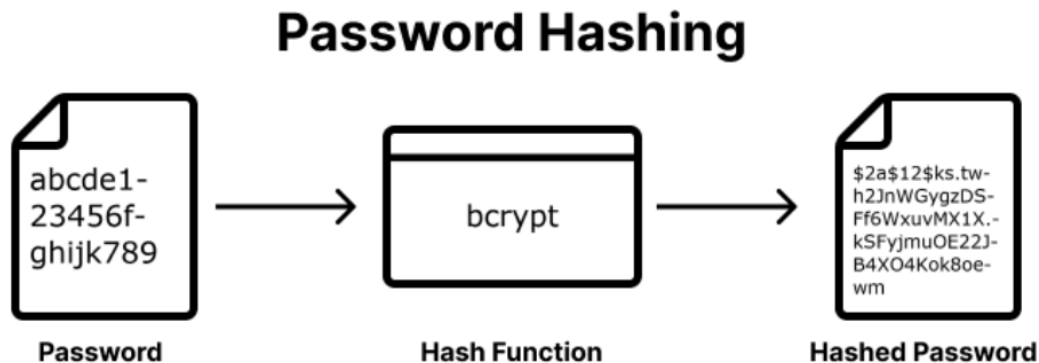 Password Hashing
abcde1-
23456f-
ghijk789
bcrypt
$2a$12$ks.tw-
h2JnWGygzDS-
Ff6WxuvMX1X.-
kSFyjmuOE22J-
B4XO4Kok8oe-
wm
Password
Hash Function
Hashed Password